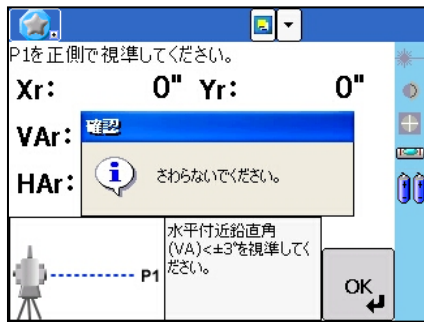 P1を正側で視準してください。
Xr: 0" Yr: 0"
VAr:
確認
さわらないでください。
HAr:
水平付近鉛直角
(VA)<±3°を視準してく
ださい。
P1
OK